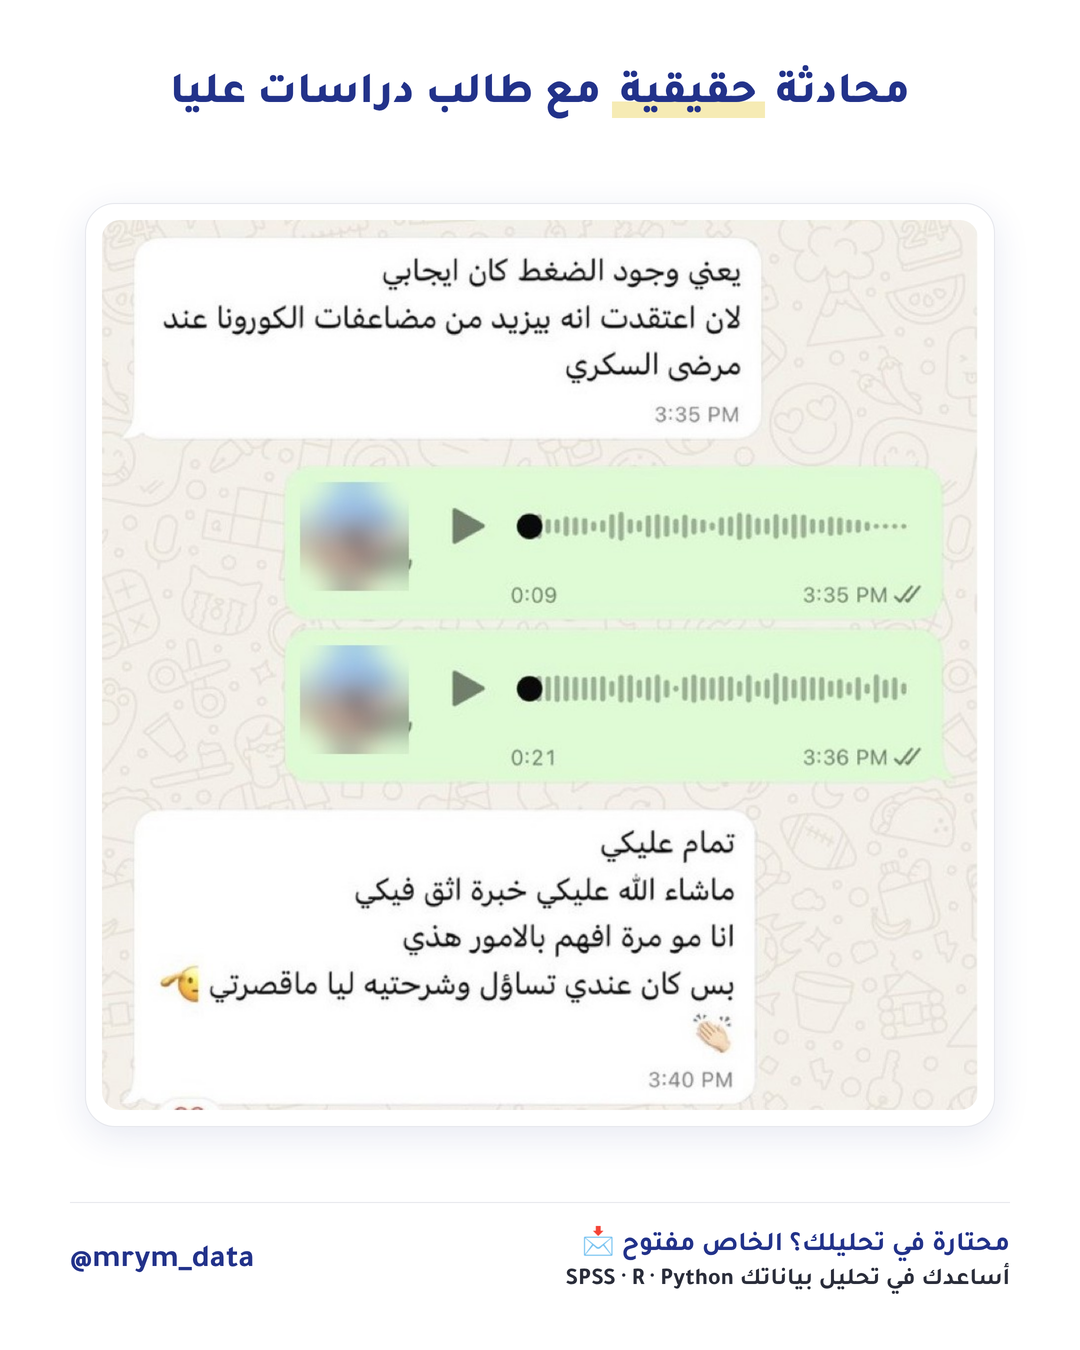 محادثة حقيقية مع طالب دراسات عليا
يعني وجود الضغط كان ايجابي
لان اعتقدت انه بيزيد من مضاعفات الكورونا عند
مرضى السكري
3:35 PM
0:09 3:35 PM
0:21 3:36 PM
تمام عليكي
ماشاء الله عليكي خبرة اثق فيكي
انا مو مرة افهم بالامور هذي
بس كان عندي تساؤل وشرحتيه ليا ماقصرتي
👏🏻
3:40 PM
محتارة في تحليلك؟ الخاص مفتوح 📩
أساعدك في تحليل بياناتك SPSS · R · Python
@mrym_data